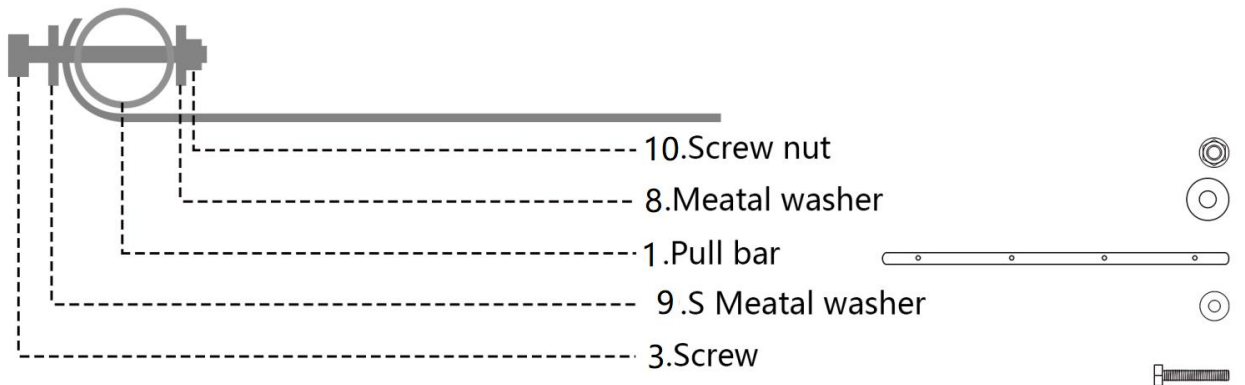 10.Screw nut
8.Meatal washer
1.Pull bar
9.S Meatal washer
3.Screw